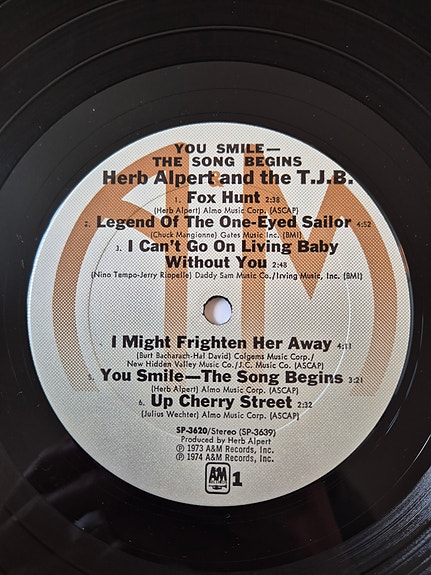 YOU SMILE—
THE SONG BEGINS
Herb Alpert and the T.J.B.
1. Fox Hunt 2:38
(Herb Alpert) Almo Music Corp. (ASCAP)
2. Legend Of The One-Eyed Sailor 4:52
(Chuck Mangionne) Gates Music Inc. (BMI)
3. I Can't Go On Living Baby
Without You 2:48
(Nino Tempo-Jerry Riopelle) Daddy Sam Music Co./Irving Music, Inc. (BMI)
I Might Frighten Her Away 4:13
(Burt Bacharach-Hal David) Colgems Music Corp./
New Hidden Valley Music Co./J.C. Music Co. (ASCAP)
5. You Smile—The Song Begins 3:21
(Herb Alpert) Almo Music Corp. (ASCAP)
6. Up Cherry Street 2:32
(Julius Wechter) Almo Music Corp. (ASCAP)
SP-3620/Stereo (SP-3639)
Produced by Herb Alpert
℗ 1973 A&M Records, Inc.
℗ 1974 A&M Records, Inc.
A&M
1